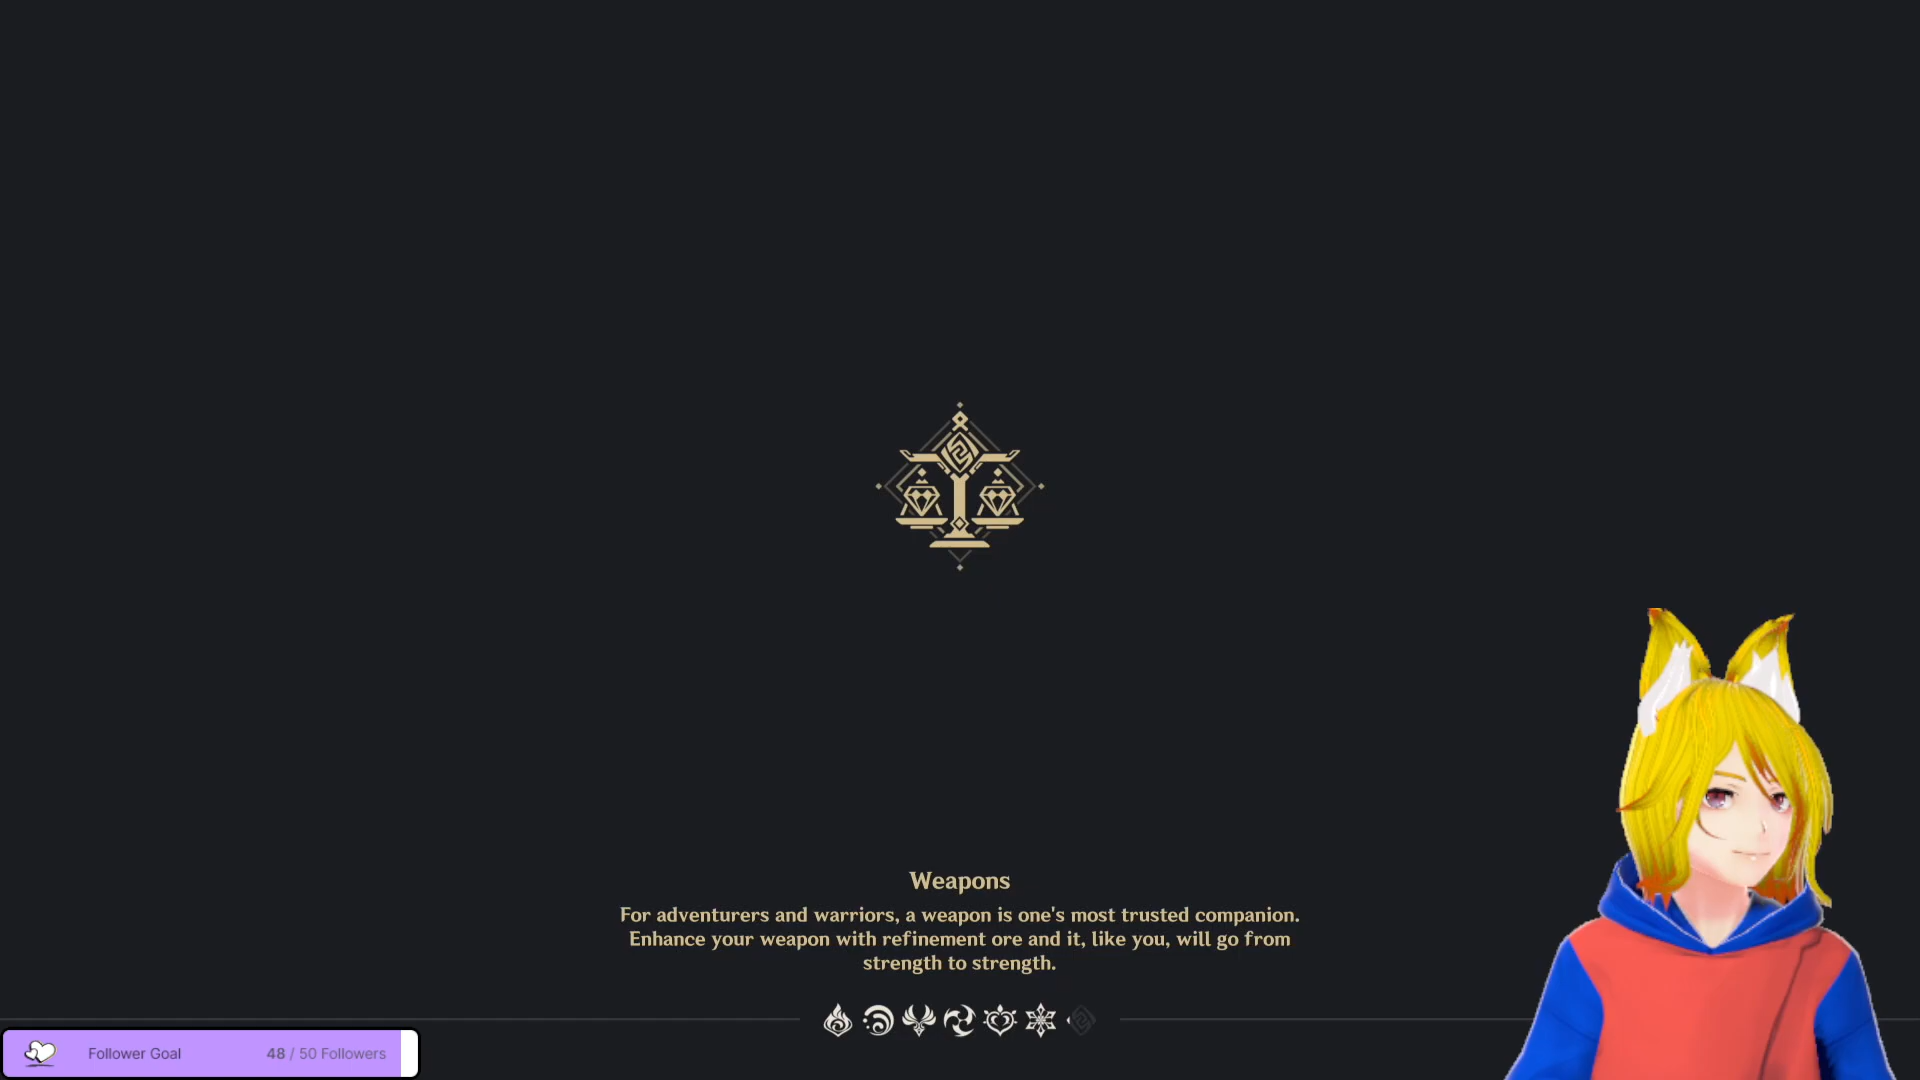 Weapons
For adventurers and warriors, a weapon is one's most trusted companion.
Enhance your weapon with refinement ore and it, like you, will go from
strength to strength.
Follower Goal 48 / 50 Followers